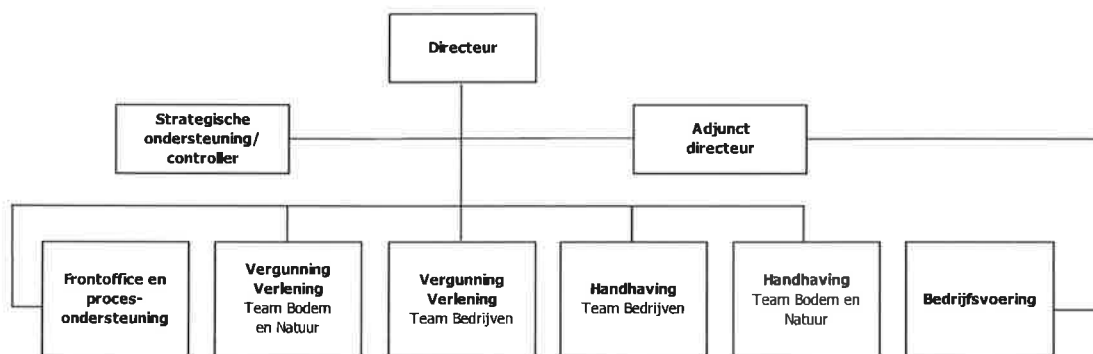 Directeur
Strategische
ondersteuning/
controller
Adjunct
directeur
Frontoffice en
proces-
ondersteuning
Vergunning
Verlening
Team Bodem
en Natuur
Vergunning
Verlening
Team Bedrijven
Handhaving
Team Bedrijven
Handhaving
Team Bodem en
Natuur
Bedrijfsvoering